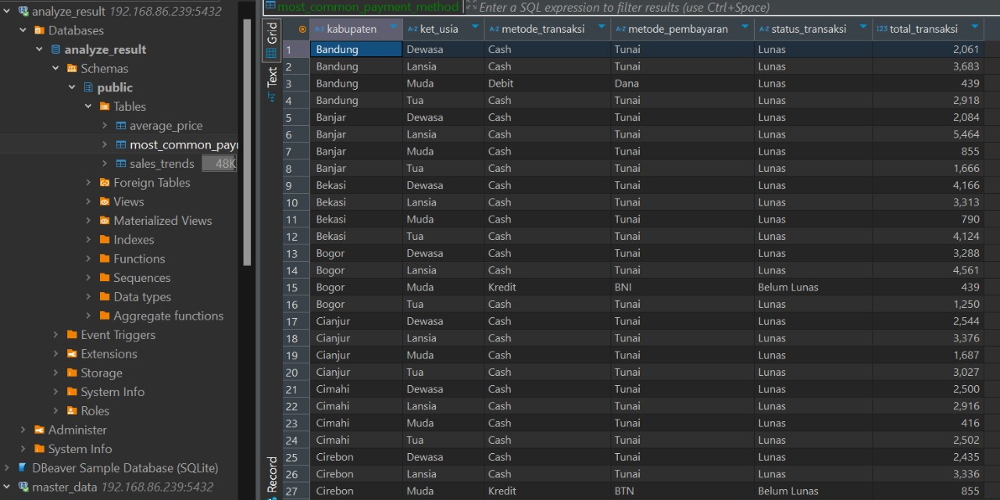 analyze_result 192.168.86.239:5432
Databases
analyze_result
Schemas
public
Tables
average_price
most_common_payı
sales_trends 48K
Foreign Tables
Views
Materialized Views
Indexes
Functions
Sequences
Data types
Aggregate functions
Event Triggers
Extensions
Storage
System Info
Roles
Administer
System Info
DBeaver Sample Database (SQLite)
master_data 192.168.86.239:5432
most_common_payment_method Enter a SQL expression to filter results (use Ctrl+Space)
Grid
Text
Record
A-Z kabupaten A-Z ket_usia A-Z metode_transaksi A-Z metode_pembayaran A-Z status_transaksi 123 total_transaksi
1 Bandung Dewasa Cash Tunai Lunas 2,061
2 Bandung Lansia Cash Tunai Lunas 3,683
3 Bandung Muda Debit Dana Lunas 439
4 Bandung Tua Cash Tunai Lunas 2,918
5 Banjar Dewasa Cash Tunai Lunas 2,084
6 Banjar Lansia Cash Tunai Lunas 5,464
7 Banjar Muda Cash Tunai Lunas 855
8 Banjar Tua Cash Tunai Lunas 1,666
9 Bekasi Dewasa Cash Tunai Lunas 4,166
10 Bekasi Lansia Cash Tunai Lunas 3,313
11 Bekasi Muda Cash Tunai Lunas 790
12 Bekasi Tua Cash Tunai Lunas 4,124
13 Bogor Dewasa Cash Tunai Lunas 3,288
14 Bogor Lansia Cash Tunai Lunas 4,561
15 Bogor Muda Kredit BNI Belum Lunas 439
16 Bogor Tua Cash Tunai Lunas 1,250
17 Cianjur Dewasa Cash Tunai Lunas 2,544
18 Cianjur Lansia Cash Tunai Lunas 3,376
19 Cianjur Muda Cash Tunai Lunas 1,687
20 Cianjur Tua Cash Tunai Lunas 3,027
21 Cimahi Dewasa Cash Tunai Lunas 2,500
22 Cimahi Lansia Cash Tunai Lunas 2,916
23 Cimahi Muda Cash Tunai Lunas 416
24 Cimahi Tua Cash Tunai Lunas 2,502
25 Cirebon Dewasa Cash Tunai Lunas 2,435
26 Cirebon Lansia Cash Tunai Lunas 3,336
27 Cirebon Muda Kredit BTN Belum Lunas 855